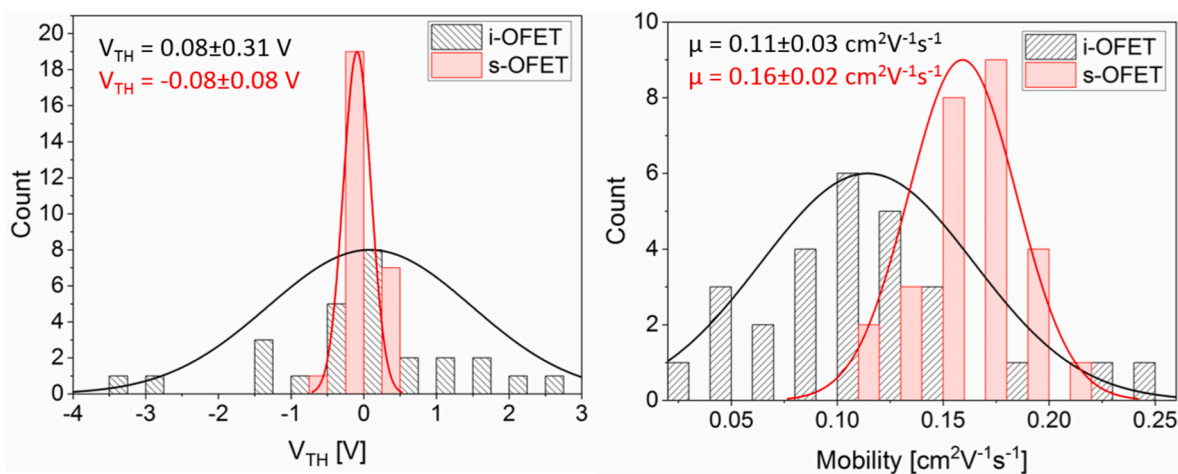 V_TH = 0.08±0.31 V
V_TH = -0.08±0.08 V
i-OFET
s-OFET
20
18
16
14
12
10
8
6
4
2
0
Count
-4
-3
-2
-1
0
1
2
3
V_TH [V]
μ = 0.11±0.03 cm²V⁻¹s⁻¹
μ = 0.16±0.02 cm²V⁻¹s⁻¹
i-OFET
s-OFET
10
8
6
4
2
0
Count
0.05
0.10
0.15
0.20
0.25
Mobility [cm²V⁻¹s⁻¹]